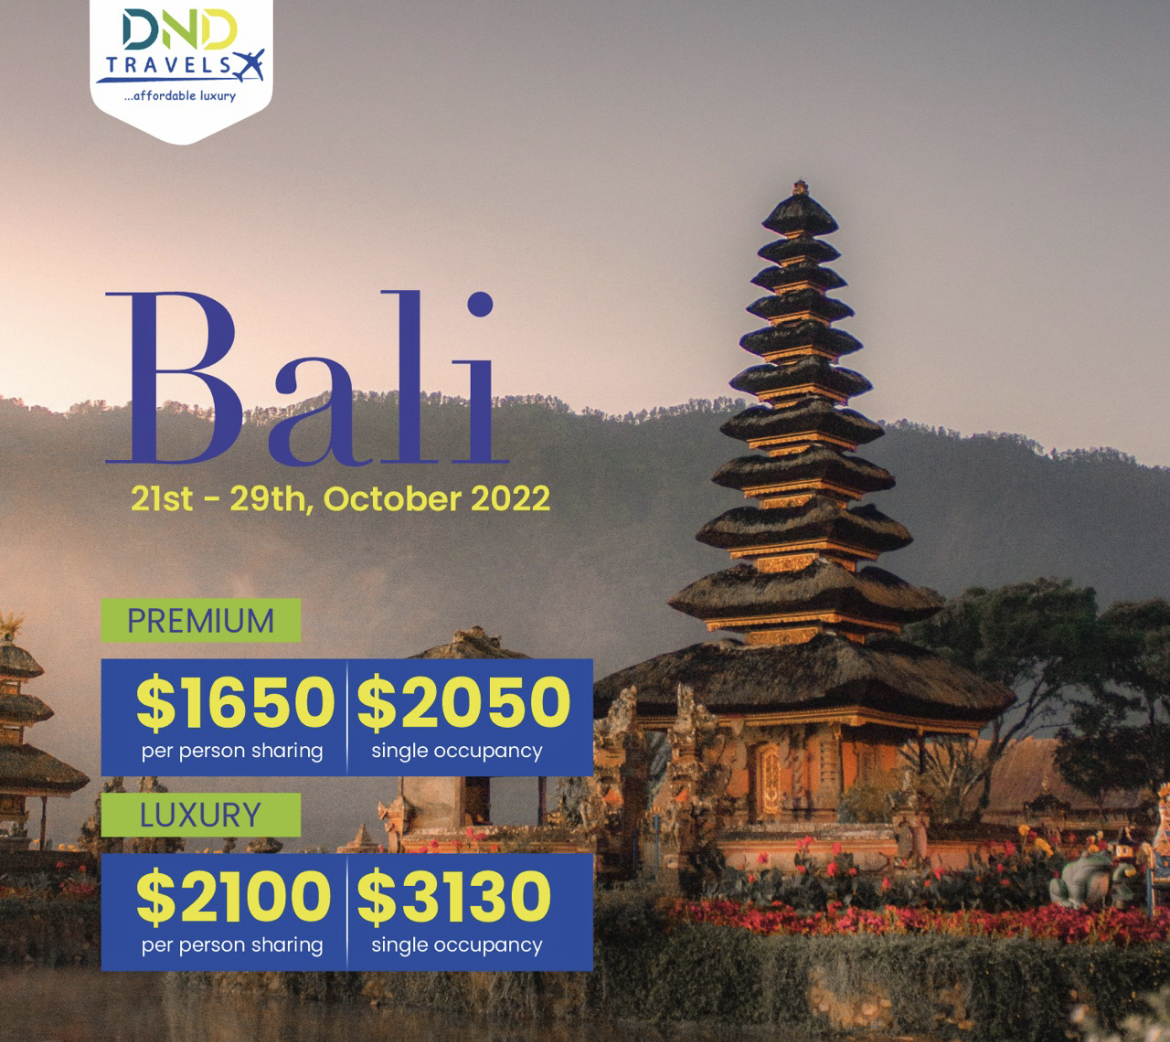 DND
TRAVELS
...affordable luxury
Bali
21st - 29th, October 2022
PREMIUM
$1650 $2050
per person sharing single occupancy
LUXURY
$2100 $3130
per person sharing single occupancy